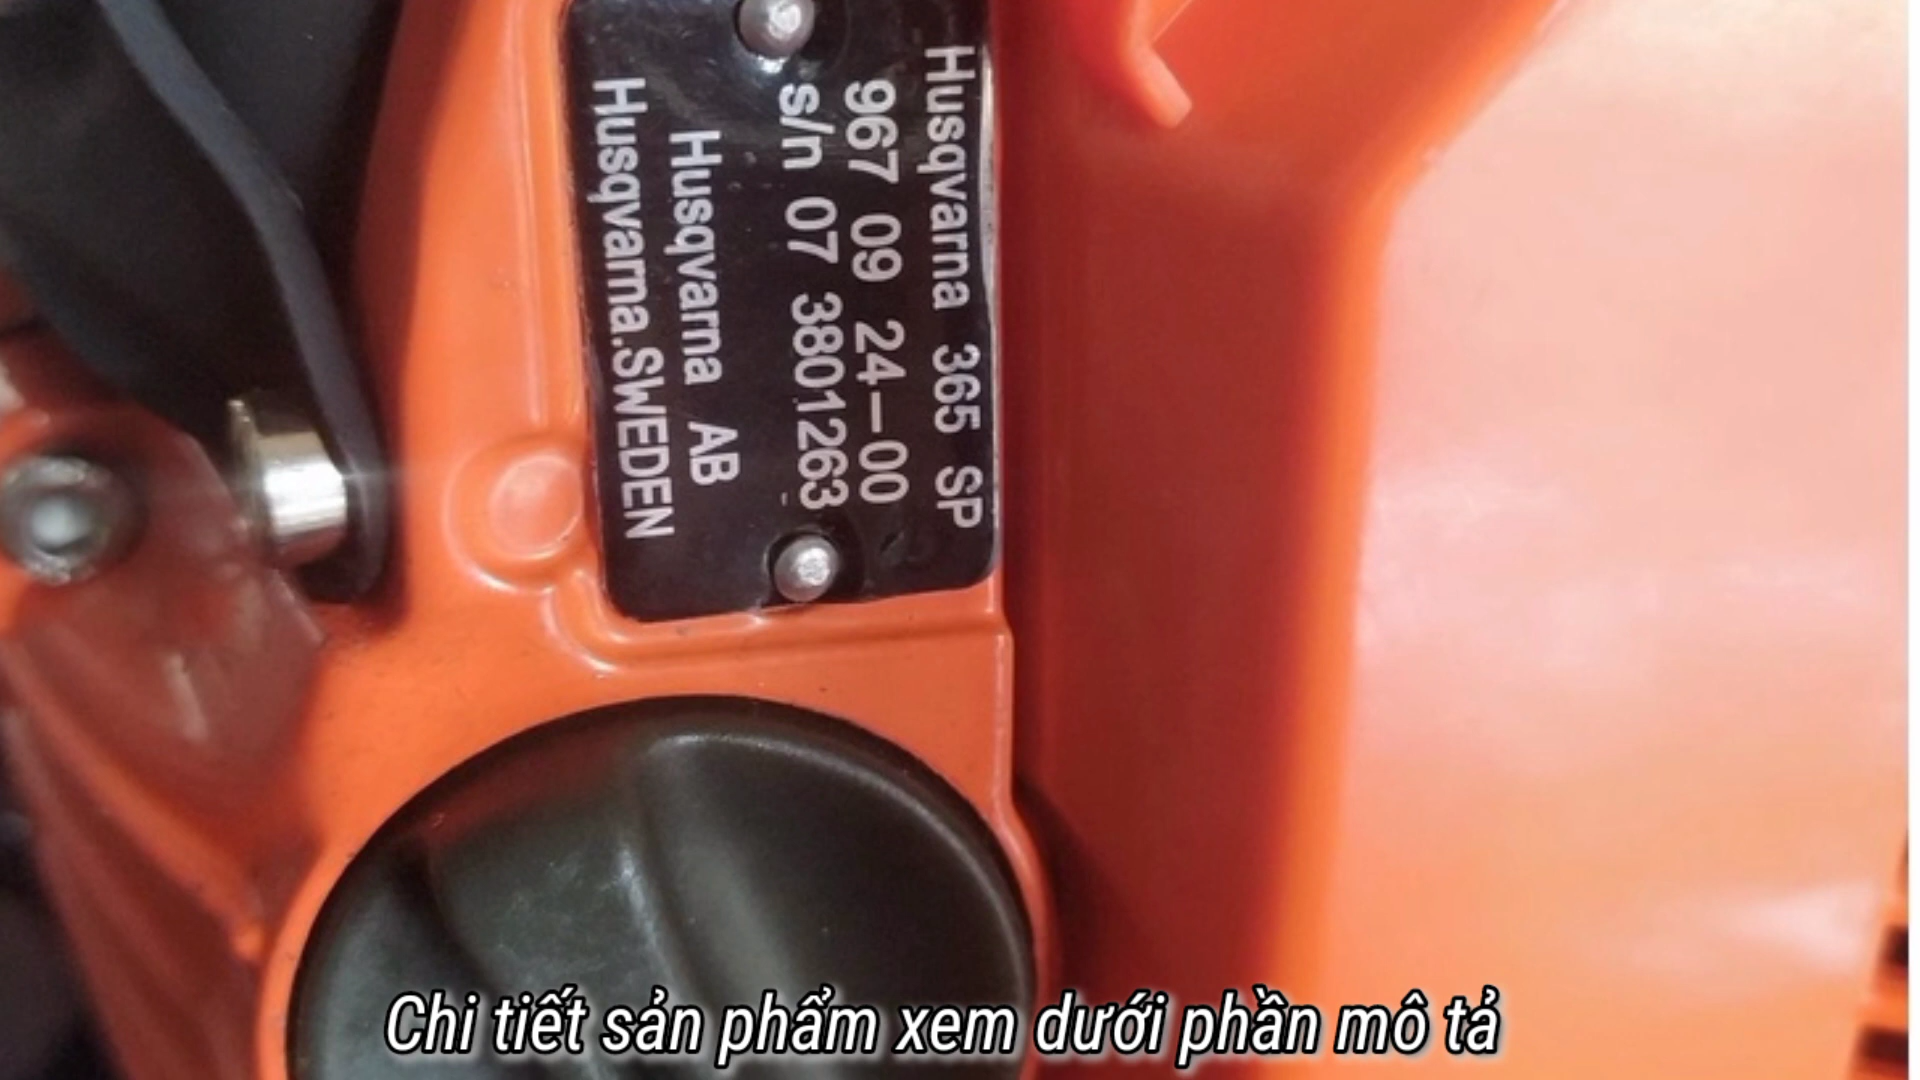 Husqvarna 365 SP
967 09 24-00
s/n 07 3801263
Husqvarna AB
Husqvarna.SWEDEN
Chi tiết sản phẩm xem dưới phần mô tả